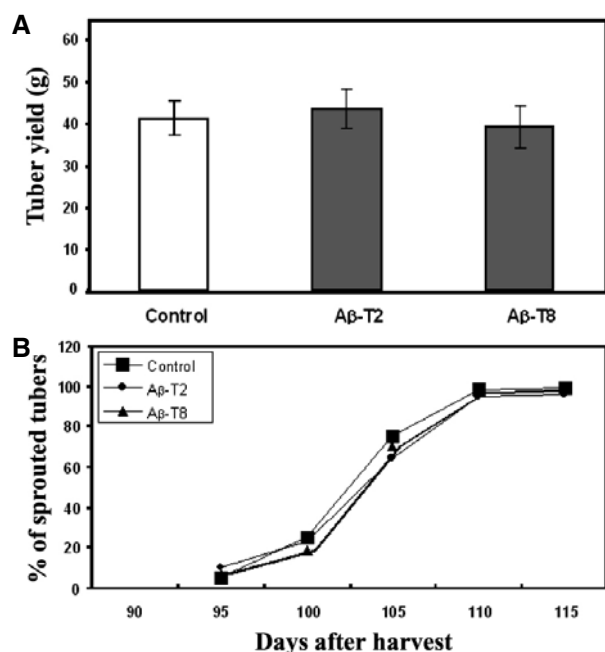 A
Tuber yield (g)
60
50
40
30
20
10
0
Control
Aβ-T2
Aβ-T8
B
% of sprouted tubers
120
100
80
60
40
20
0
Control
Aβ-T2
Aβ-T8
90
95
100
105
110
115
Days after harvest